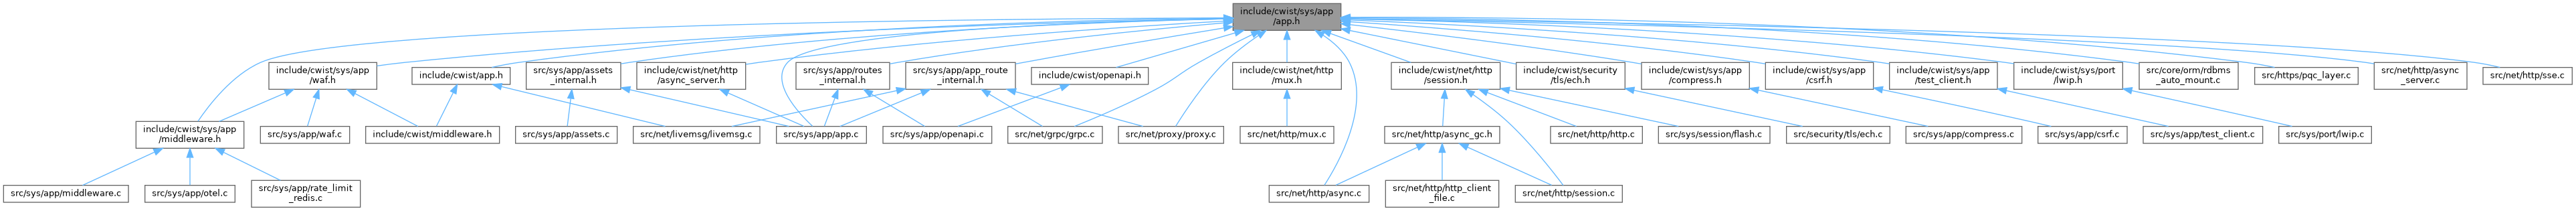 include/cwist/sys/app
/app.h
include/cwist/sys/app
/waf.h
include/cwist/app.h
src/sys/app/assets
_internal.h
include/cwist/net/http
/async_server.h
src/sys/app/routes
_internal.h
src/sys/app/app_route
_internal.h
include/cwist/openapi.h
include/cwist/net/http
/mux.h
include/cwist/net/http
/session.h
include/cwist/security
/tls/ech.h
include/cwist/sys/app
/compress.h
include/cwist/sys/app
/csrf.h
include/cwist/sys/app
/test_client.h
include/cwist/sys/port
/lwip.h
src/core/orm/rdbms
_auto_mount.c
src/https/pqc_layer.c
src/net/http/async
_server.c
src/net/http/sse.c
include/cwist/sys/app
/middleware.h
src/sys/app/waf.c
include/cwist/middleware.h
src/sys/app/assets.c
src/net/livemsg/livemsg.c
src/sys/app/app.c
src/sys/app/openapi.c
src/net/grpc/grpc.c
src/net/proxy/proxy.c
src/net/http/mux.c
src/net/http/async_gc.h
src/net/http/http.c
src/sys/session/flash.c
src/security/tls/ech.c
src/sys/app/compress.c
src/sys/app/csrf.c
src/sys/app/test_client.c
src/sys/port/lwip.c
src/sys/app/middleware.c
src/sys/app/otel.c
src/sys/app/rate_limit
_redis.c
src/net/http/async.c
src/net/http/http_client
_file.c
src/net/http/session.c